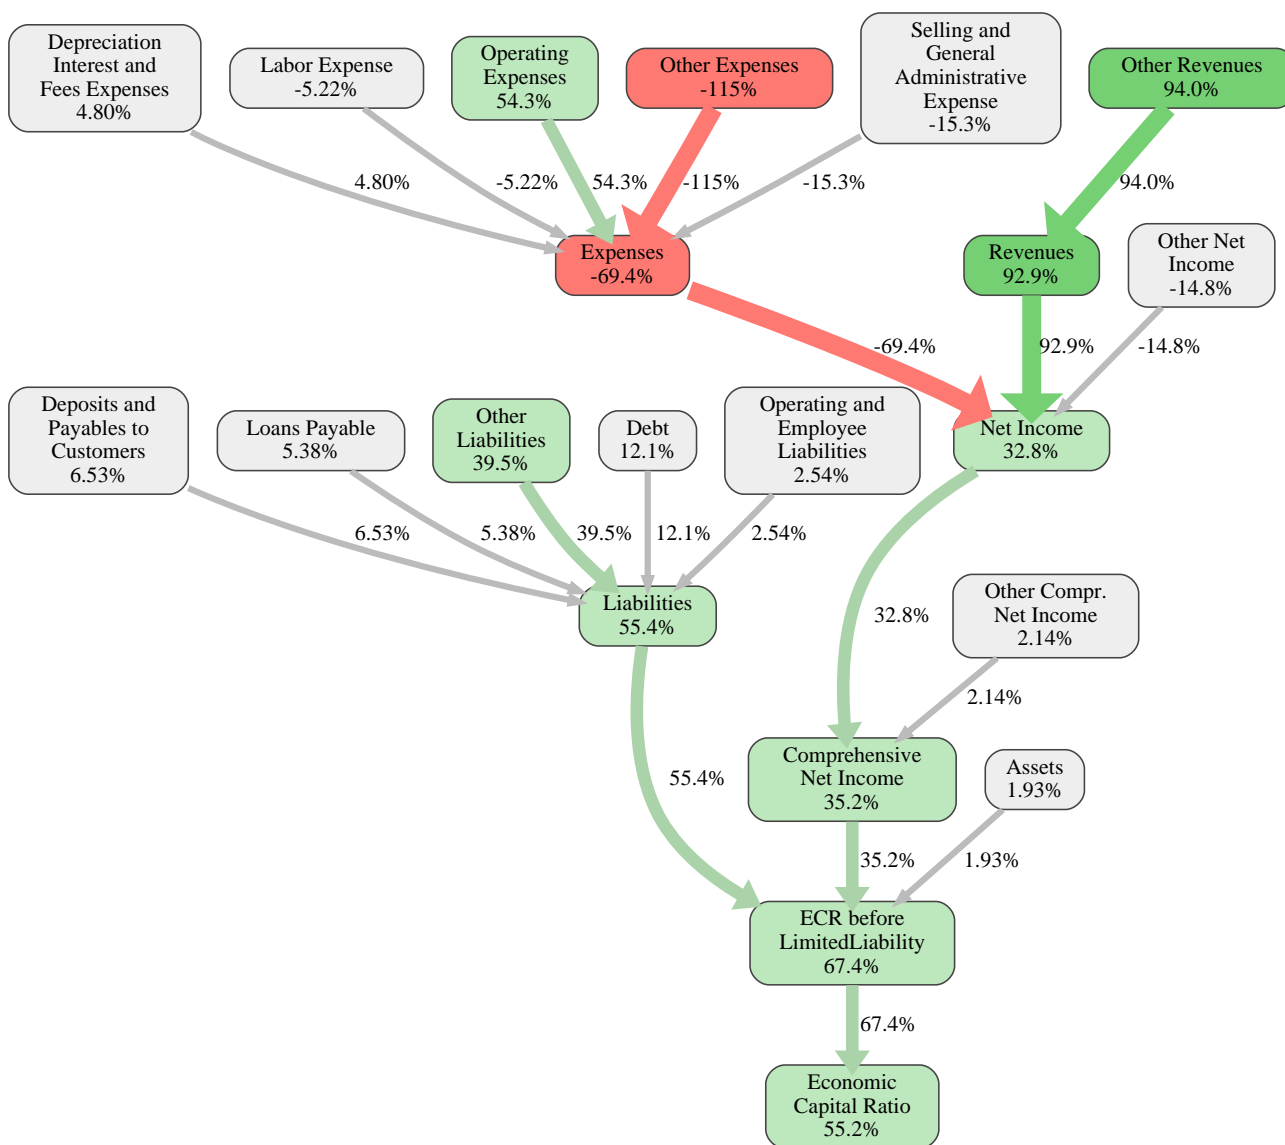 Depreciation
Interest and
Fees Expenses
4.80%
Labor Expense
-5.22%
Operating
Expenses
54.3%
Other Expenses
-115%
Selling and
General
Administrative
Expense
-15.3%
Other Revenues
94.0%
4.80%
-5.22%
54.3%
-115%
-15.3%
94.0%
Expenses
-69.4%
Revenues
92.9%
Other Net
Income
-14.8%
-69.4%
92.9%
-14.8%
Deposits and
Payables to
Customers
6.53%
Loans Payable
5.38%
Other
Liabilities
39.5%
Debt
12.1%
Operating and
Employee
Liabilities
2.54%
Net Income
32.8%
6.53%
5.38%
39.5%
12.1%
2.54%
Liabilities
55.4%
32.8%
Other Compr.
Net Income
2.14%
2.14%
55.4%
Comprehensive
Net Income
35.2%
Assets
1.93%
35.2%
1.93%
ECR before
LimitedLiability
67.4%
67.4%
Economic
Capital Ratio
55.2%